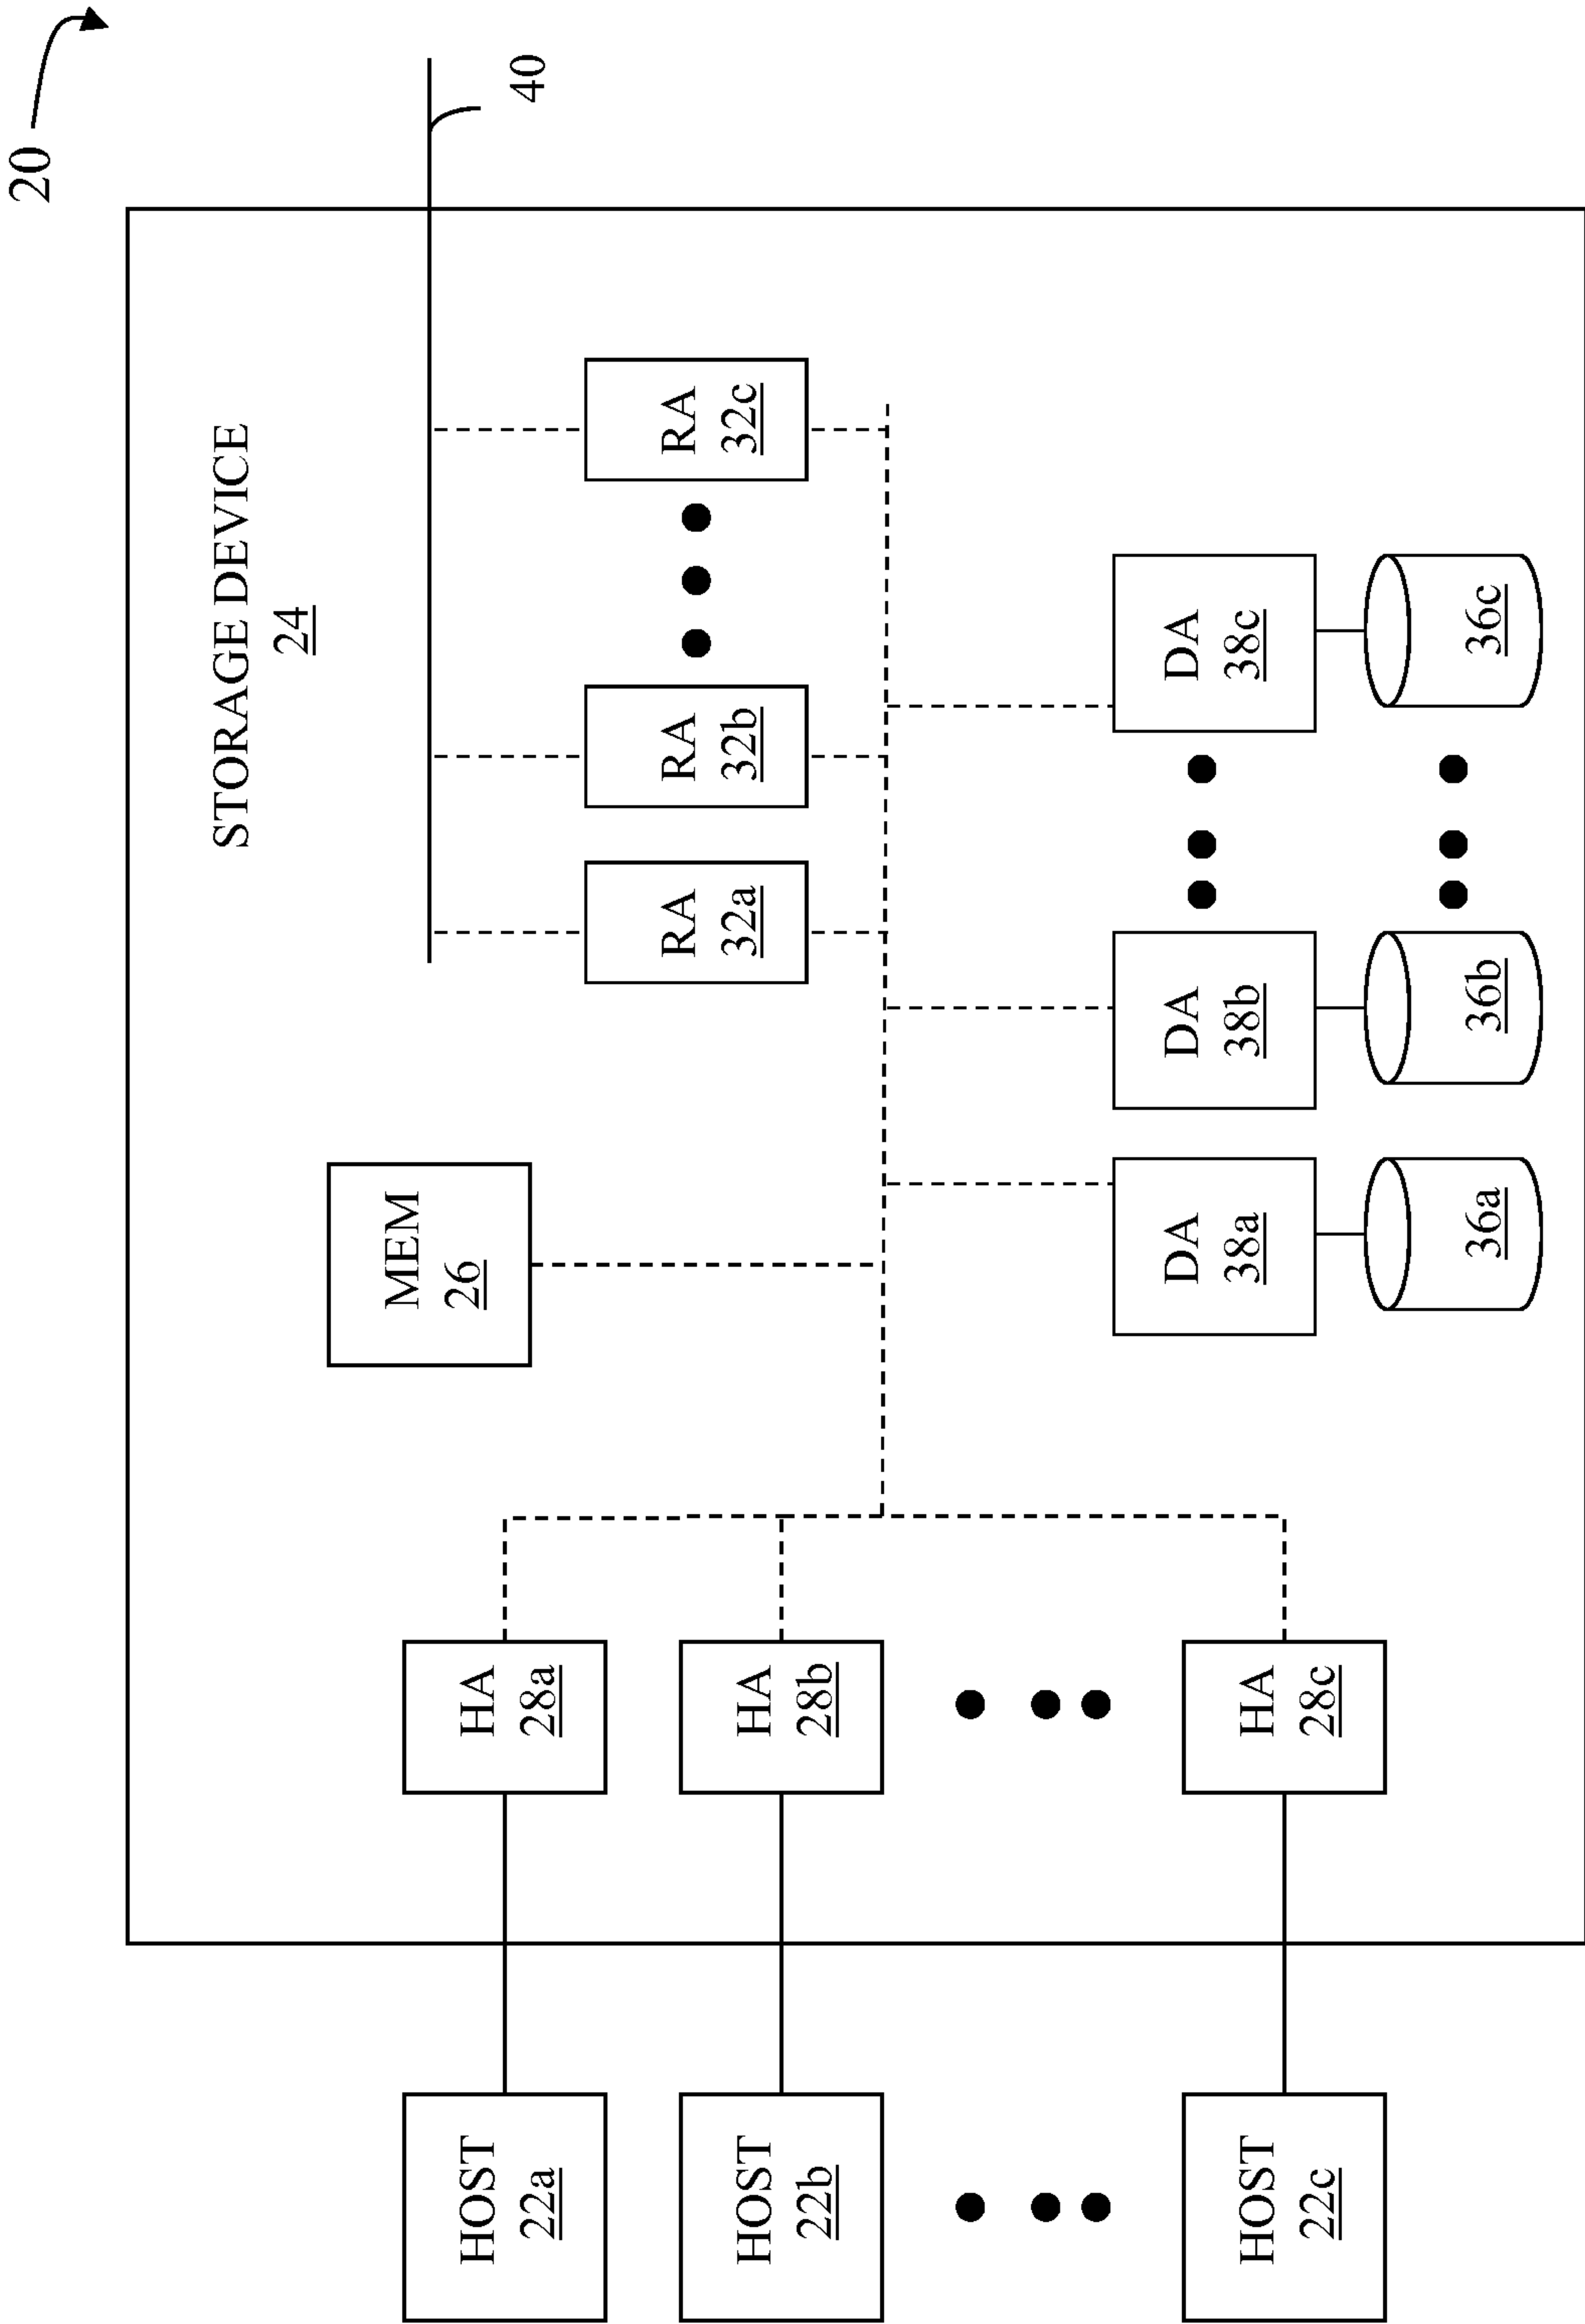 20
STORAGE DEVICE
24
40
MEM
26
RA
32a
RA
32b
RA
32c
HOST
22a
HA
28a
HOST
22b
HA
28b
HOST
22c
HA
28c
DA
38a
DA
38b
DA
38c
36a
36b
36c